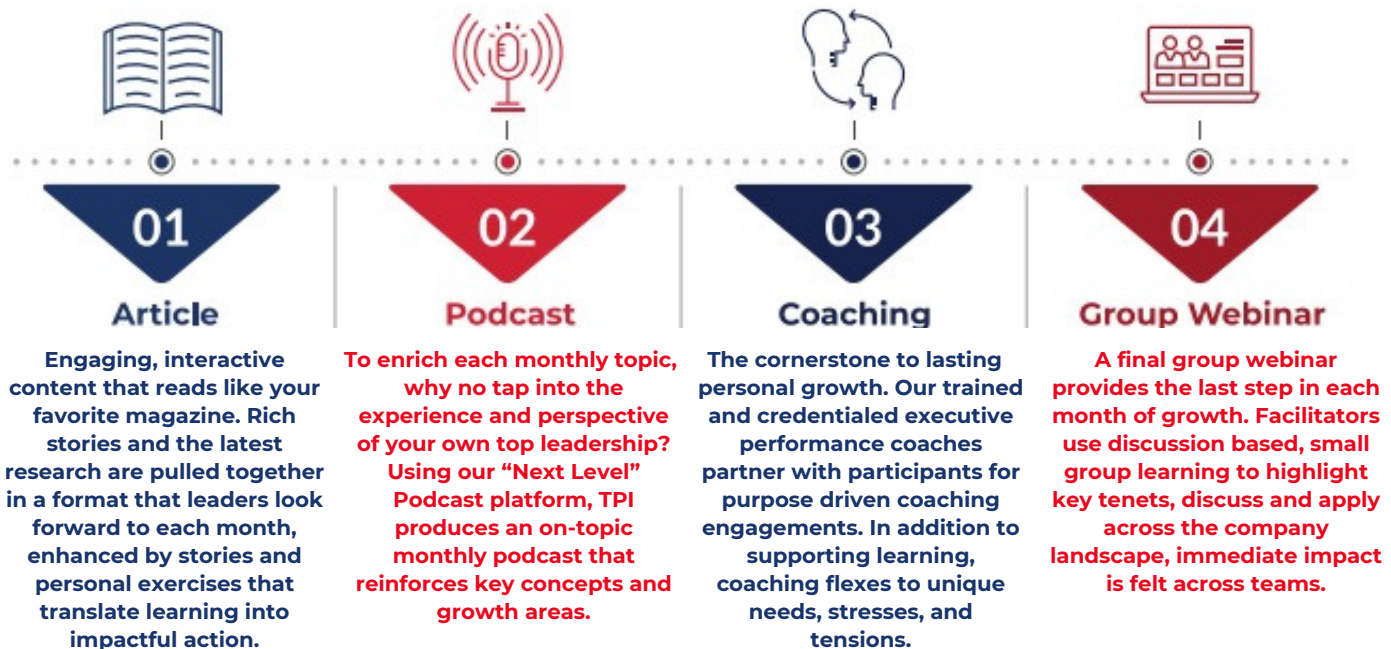 01
Article
Engaging, interactive
content that reads like your
favorite magazine. Rich
stories and the latest
research are pulled together
in a format that leaders look
forward to each month,
enhanced by stories and
personal exercises that
translate learning into
impactful action.
02
Podcast
To enrich each monthly topic,
why no tap into the
experience and perspective
of your own top leadership?
Using our “Next Level”
Podcast platform, TPI
produces an on-topic
monthly podcast that
reinforces key concepts and
growth areas.
03
Coaching
The cornerstone to lasting
personal growth. Our trained
and credentialed executive
performance coaches
partner with participants for
purpose driven coaching
engagements. In addition to
supporting learning,
coaching flexes to unique
needs, stresses, and
tensions.
04
Group Webinar
A final group webinar
provides the last step in each
month of growth. Facilitators
use discussion based, small
group learning to highlight
key tenets, discuss and apply
across the company
landscape, immediate impact
is felt across teams.